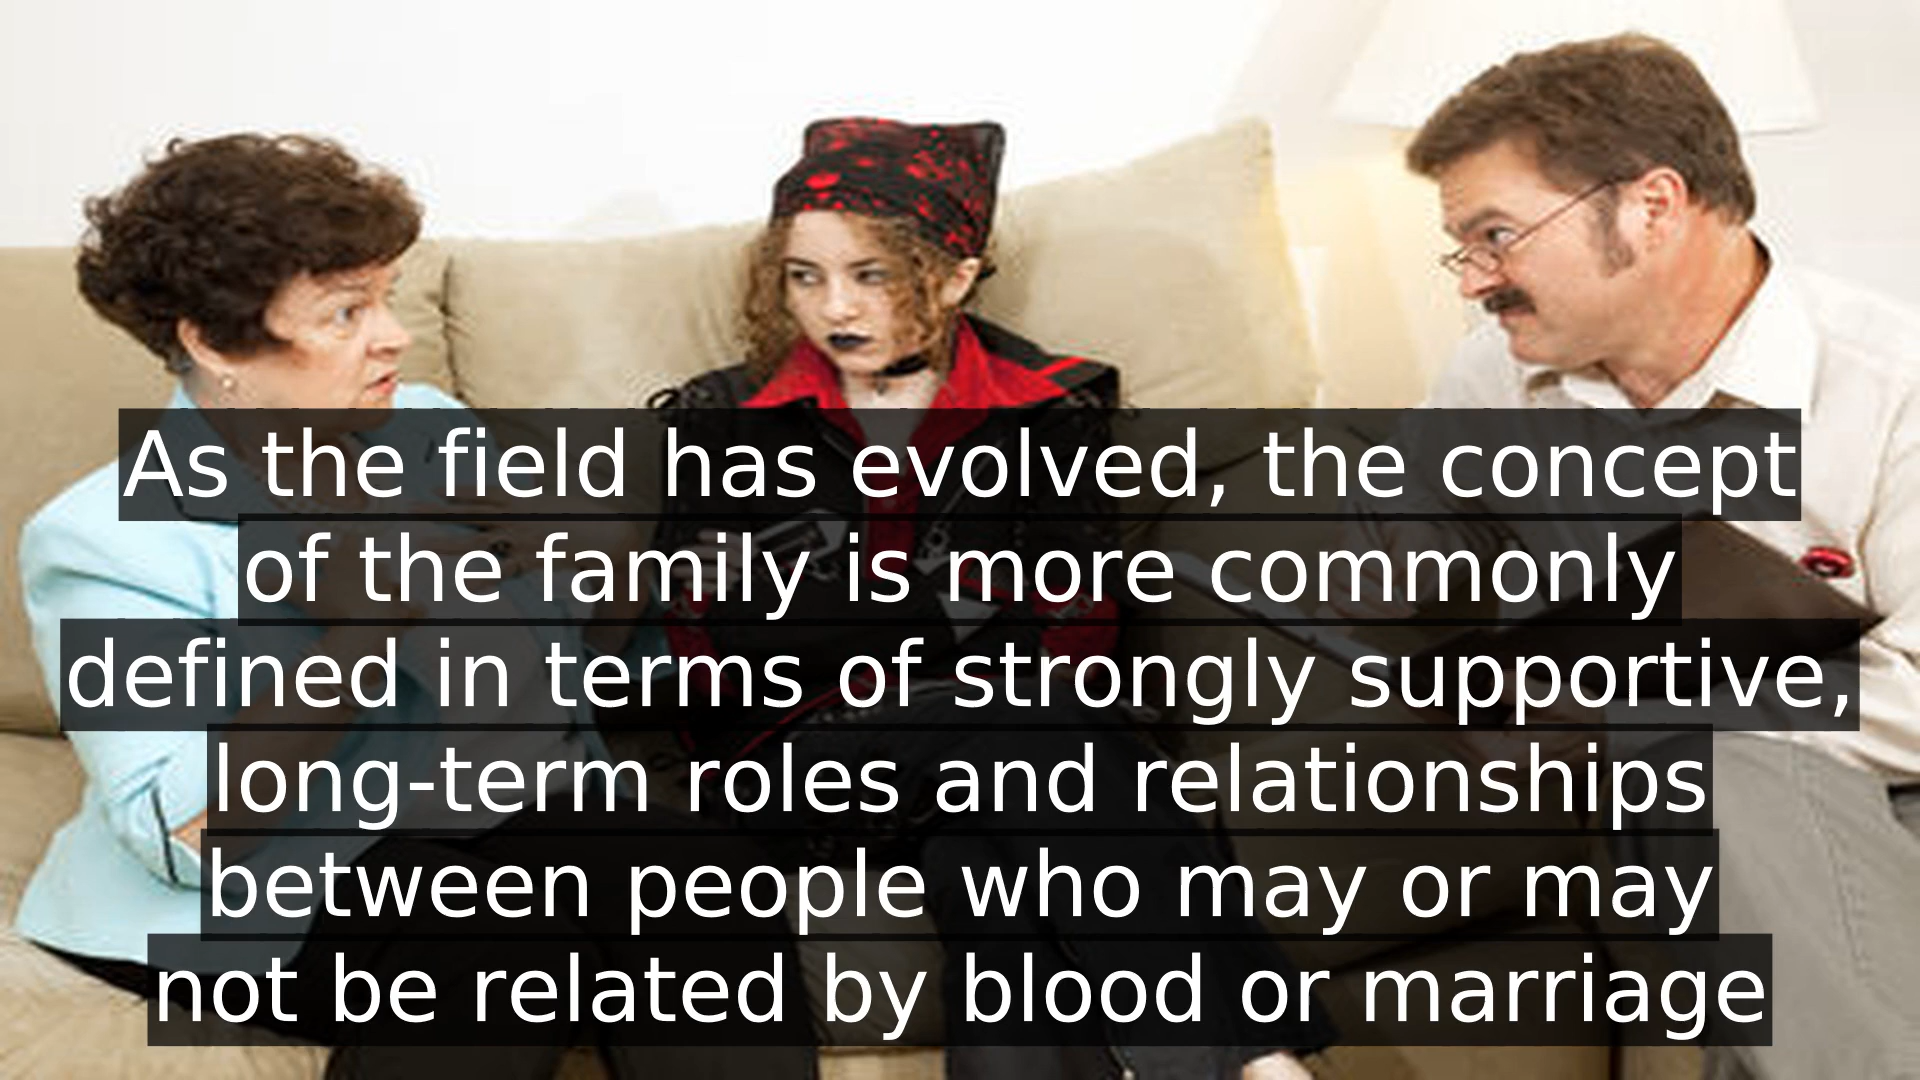 As the field has evolved, the concept
of the family is more commonly
defined in terms of strongly supportive,
long-term roles and relationships
between people who may or may
not be related by blood or marriage